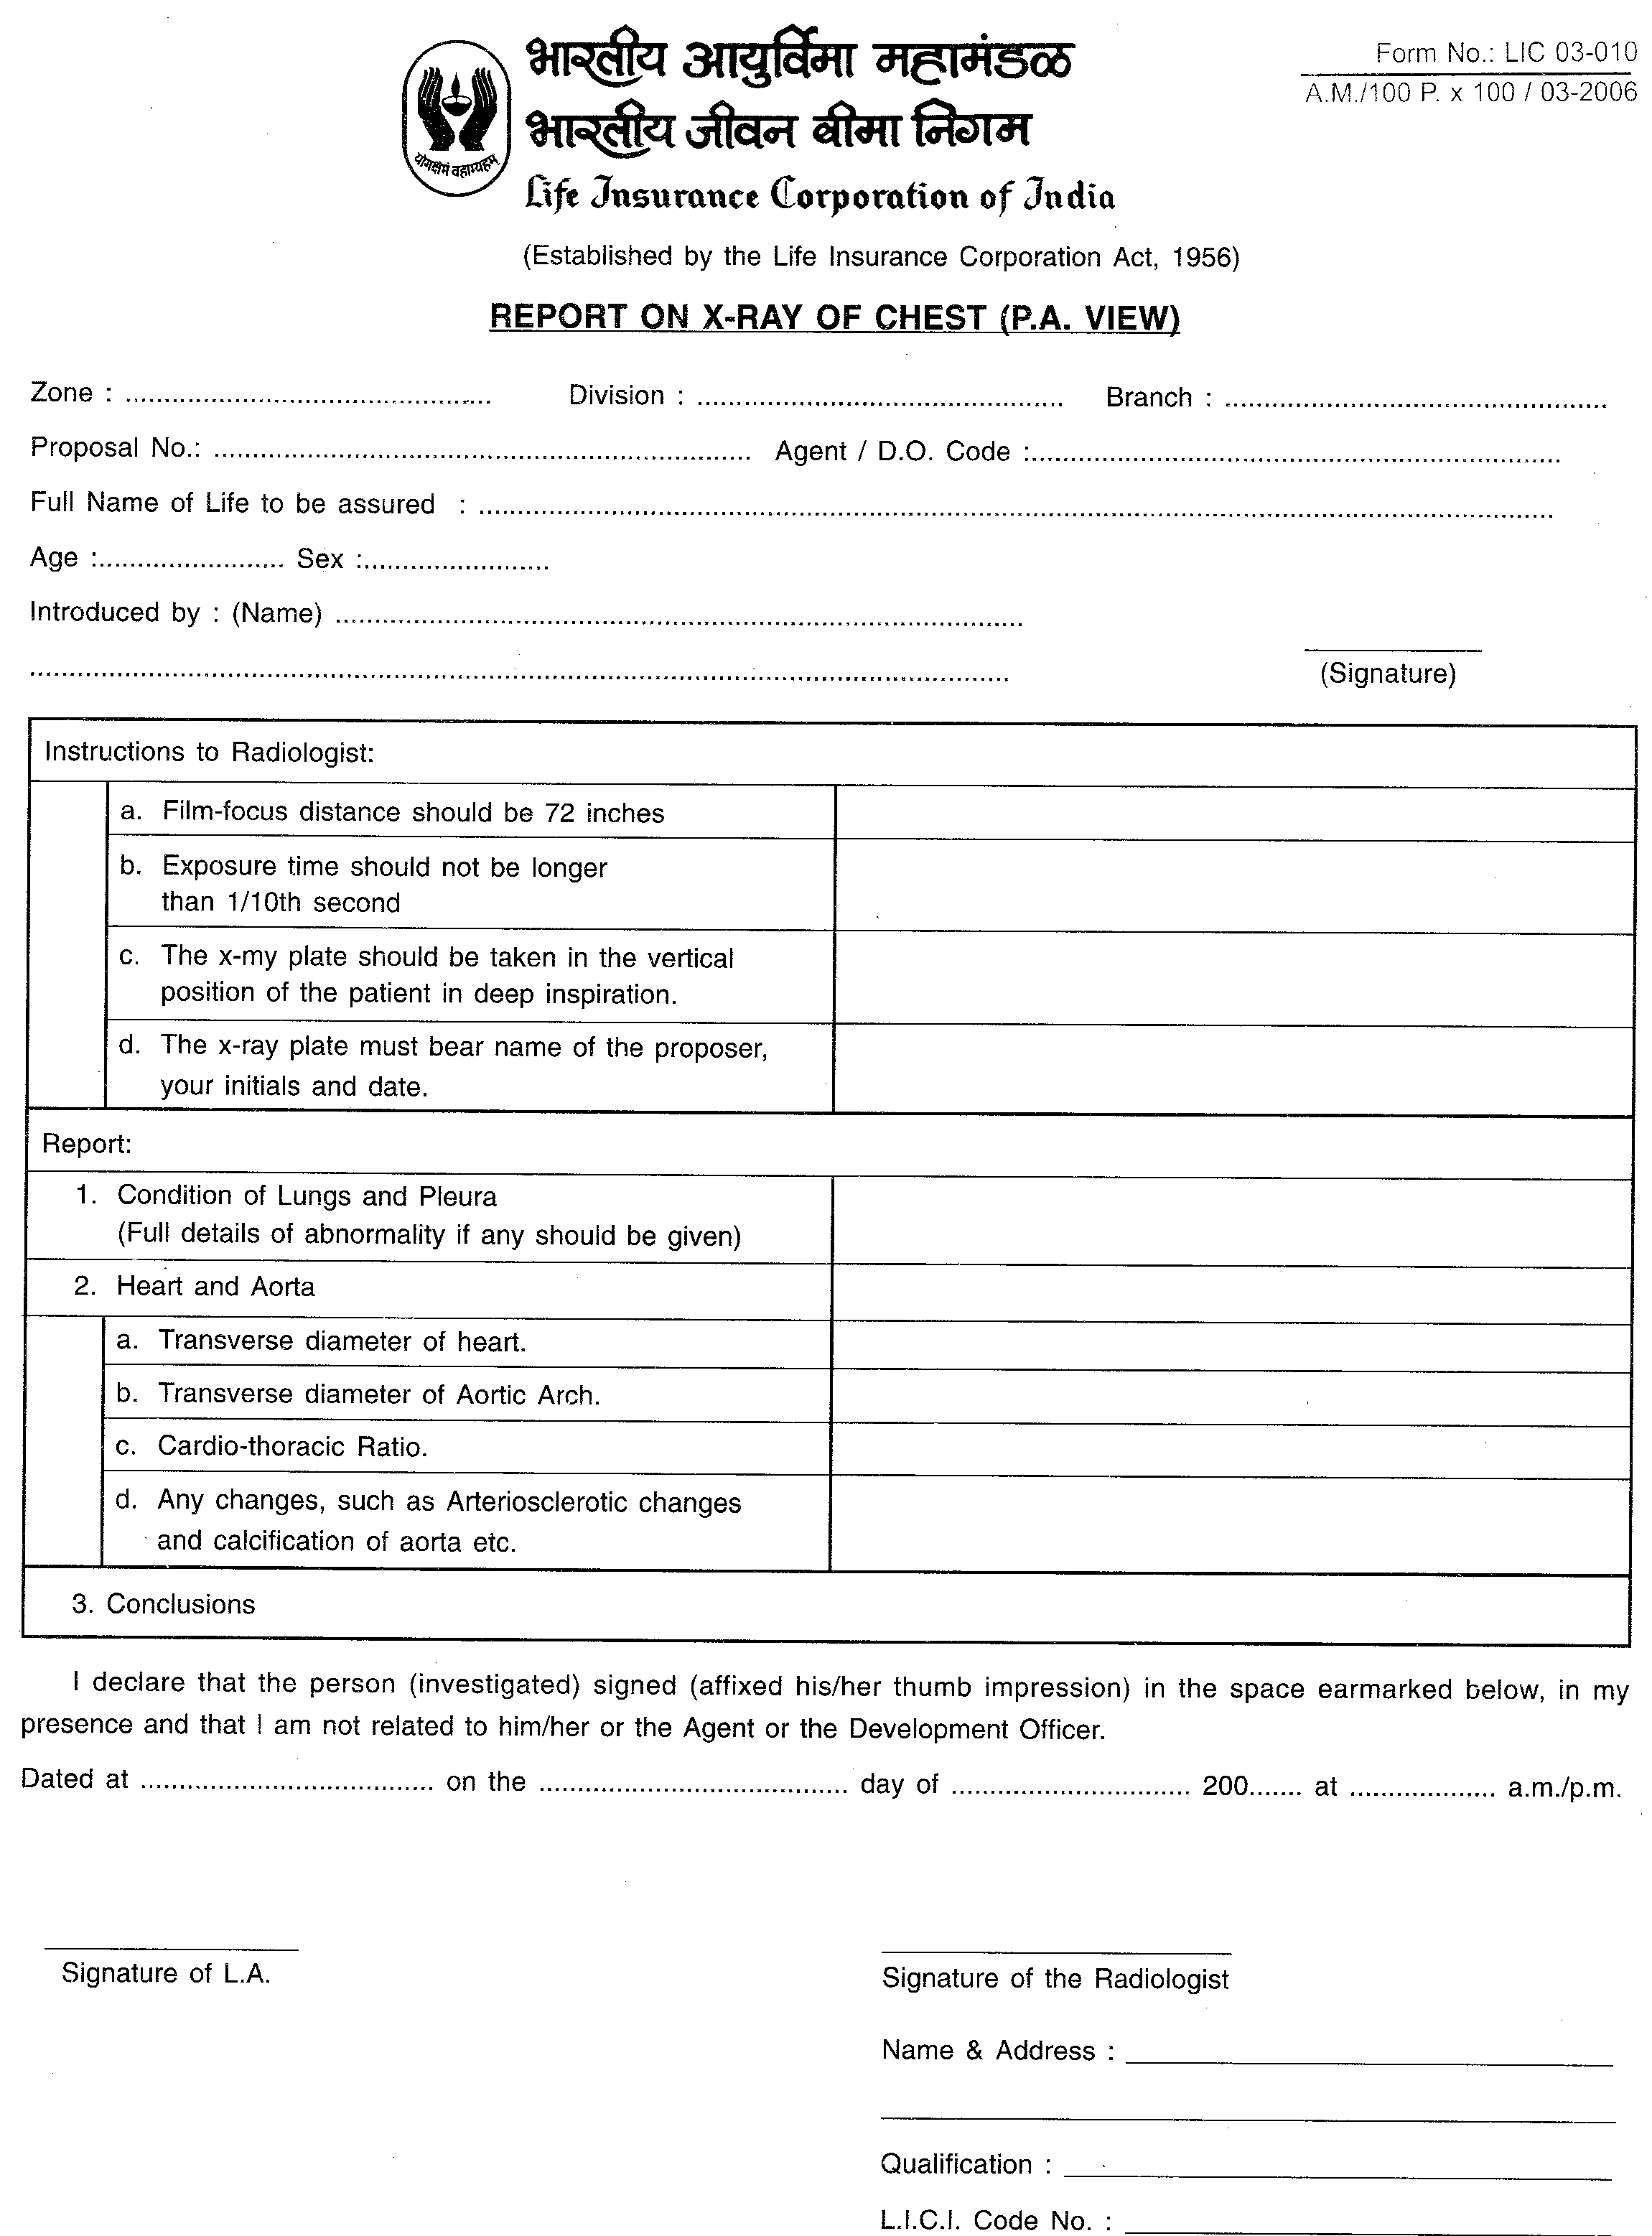 भारतीय आयुर्विमा महामंडळ
Form No.: LIC 03-010
A.M./100 P. x 100 / 03-2006
भारतीय जीवन बीमा निगम
योगक्षेमं वहाम्यहम्
Life Insurance Corporation of India
(Established by the Life Insurance Corporation Act, 1956)
REPORT ON X-RAY OF CHEST (P.A. VIEW)
Zone : ............................................... Division : ............................................... Branch : .................................................
Proposal No.: ..................................................................... Agent / D.O. Code :....................................................................
Full Name of Life to be assured : ..........................................................................................................................................
Age :........................ Sex :........................
Introduced by : (Name) ........................................................................................
..............................................................................................................................
(Signature)
Instructions to Radiologist:
a. Film-focus distance should be 72 inches
b. Exposure time should not be longer
than 1/10th second
c. The x-my plate should be taken in the vertical
position of the patient in deep inspiration.
d. The x-ray plate must bear name of the proposer,
your initials and date.
Report:
1. Condition of Lungs and Pleura
(Full details of abnormality if any should be given)
2. Heart and Aorta
a. Transverse diameter of heart.
b. Transverse diameter of Aortic Arch.
c. Cardio-thoracic Ratio.
d. Any changes, such as Arteriosclerotic changes
and calcification of aorta etc.
3. Conclusions
I declare that the person (investigated) signed (affixed his/her thumb impression) in the space earmarked below, in my
presence and that I am not related to him/her or the Agent or the Development Officer.
Dated at ...................................... on the ........................................ day of ............................... 200....... at ................... a.m./p.m.
Signature of L.A.
Signature of the Radiologist
Name & Address : ______________________________
______________________________
Qualification : ______________________________
L.I.C.I. Code No. : ______________________________